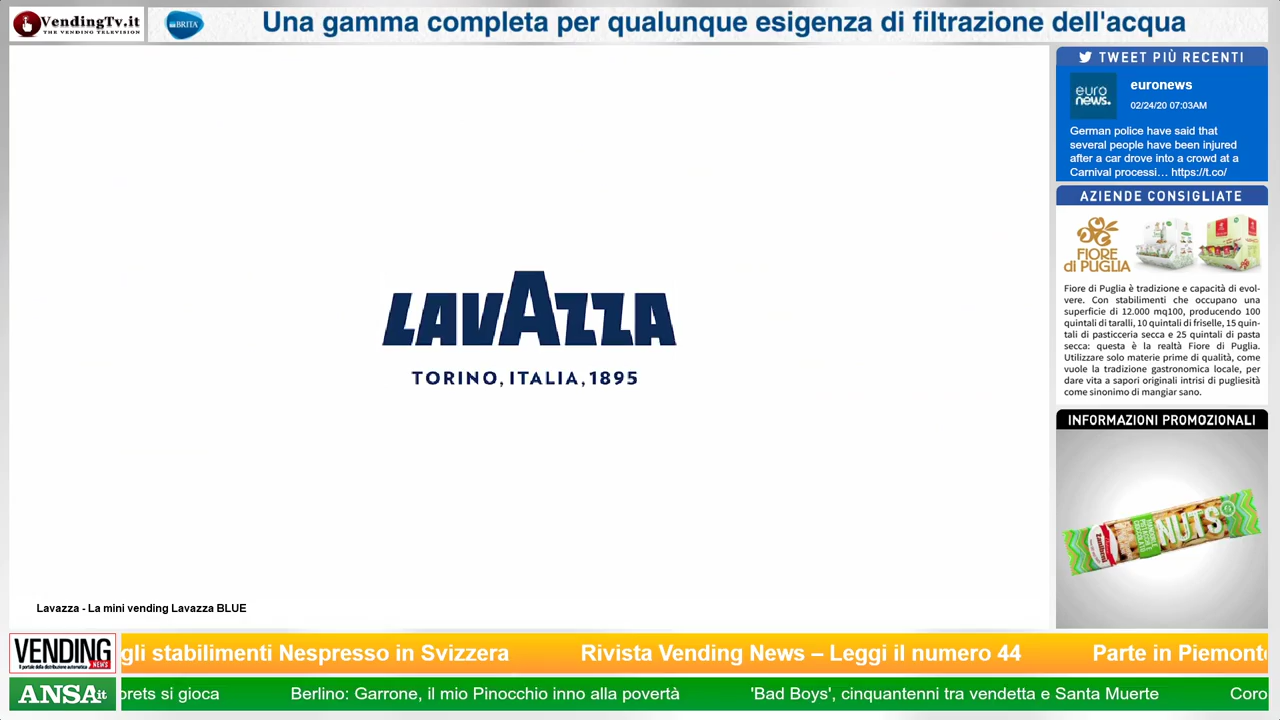 VendingTv.it
THE VENDING TELEVISION
BRITA
Una gamma completa per qualunque esigenza di filtrazione dell'acqua
TWEET PIÙ RECENTI
euro
news.
euronews
02/24/20 07:03AM
German police have said that
several people have been injured
after a car drove into a crowd at a
Carnival processi… https://t.co/
AZIENDE CONSIGLIATE
FIORE
di PUGLIA
Fiore di Puglia è tradizione e capacità di evol-
vere. Con stabilimenti che occupano una
superficie di 12.000 mq100, producendo 100
quintali di taralli, 10 quintali di friselle, 15 quin-
tali di pasticceria secca e 25 quintali di pasta
secca: questa è la realtà Fiore di Puglia.
Utilizzare solo materie prime di qualità, come
vuole la tradizione gastronomica locale, per
dare vita a sapori originali intrisi di pugliesità
come sinonimo di mangiar sano.
INFORMAZIONI PROMOZIONALI
NUTS
LAVAZZA
TORINO, ITALIA, 1895
Lavazza - La mini vending Lavazza BLUE
VENDING
NEWS
Il portale della distribuzione automatica
gli stabilimenti Nespresso in Svizzera Rivista Vending News – Leggi il numero 44 Parte in Piemonte
ANSA.it
orets si gioca Berlino: Garrone, il mio Pinocchio inno alla povertà 'Bad Boys', cinquantenni tra vendetta e Santa Muerte Coro